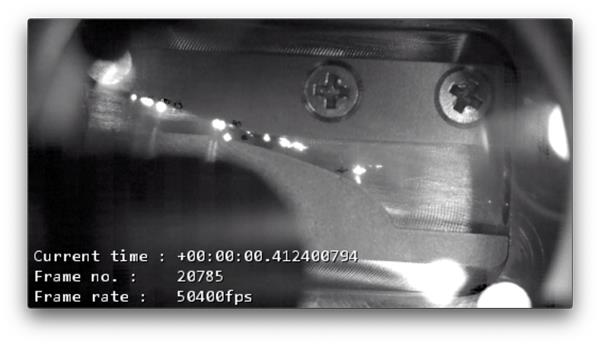 Current time : +00:00:00.412400794
Frame no. : 20785
Frame rate : 50400fps